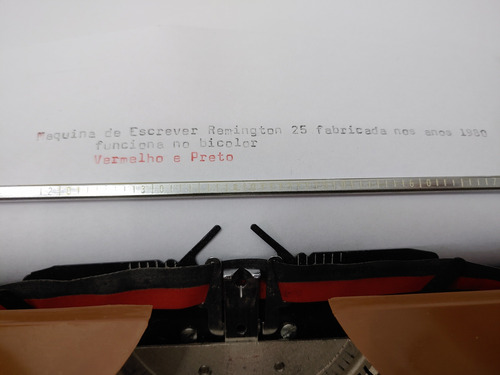 Maquina de Escrever Remington 25 fabricada nos anos 1980
funciona no bicolor
Vermelho e Preto